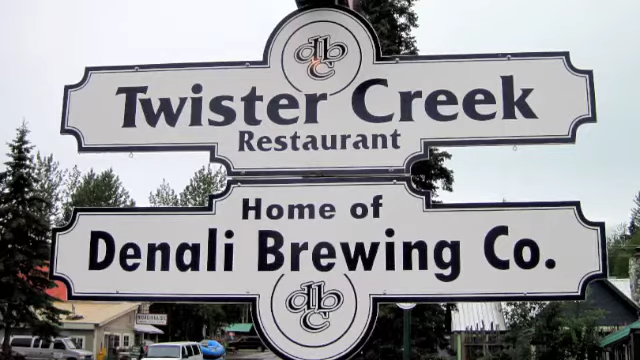 dbc
Twister Creek
Restaurant
Home of
Denali Brewing Co.
dbc